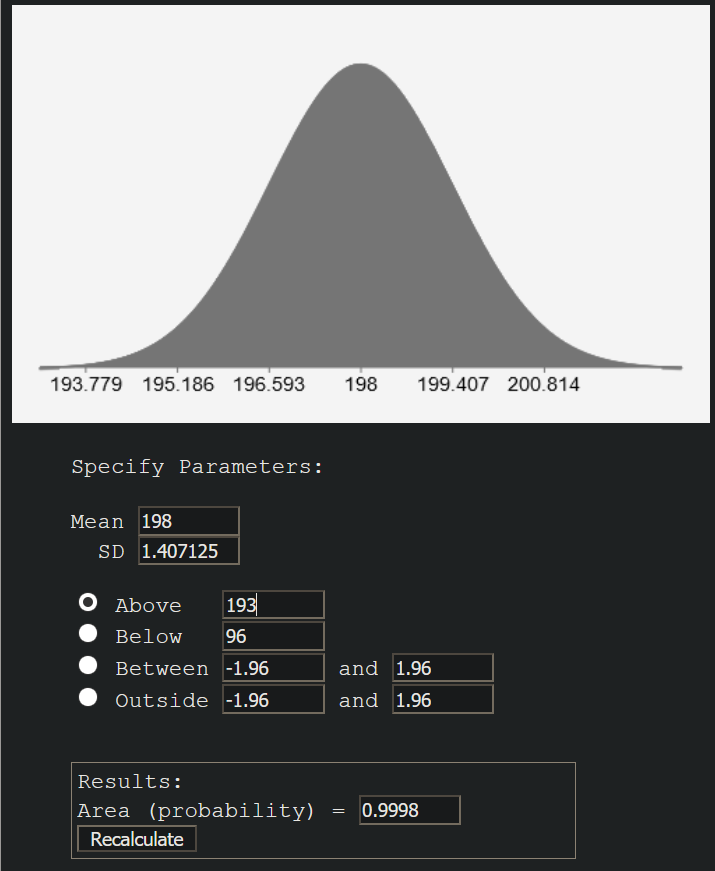 193.779 195.186 196.593 198 199.407 200.814
Specify Parameters:
Mean 198
SD 1.407125
Above 193
Below 96
Between -1.96 and 1.96
Outside -1.96 and 1.96
Results:
Area (probability) = 0.9998
Recalculate